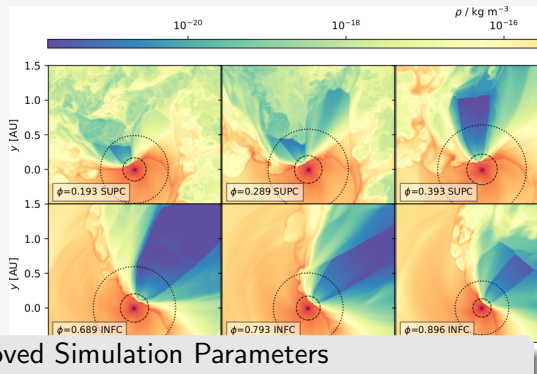 ρ / kg m⁻³
10⁻²⁰ 10⁻¹⁸ 10⁻¹⁶
1.5
1.0
y [AU]
0.5
0.0
ϕ=0.193 SUPC ϕ=0.289 SUPC ϕ=0.393 SUPC
1.5
1.0
y [AU]
0.5
0.0
ϕ=0.689 INFC ϕ=0.793 INFC ϕ=0.896 INFC
Simulation Parameters